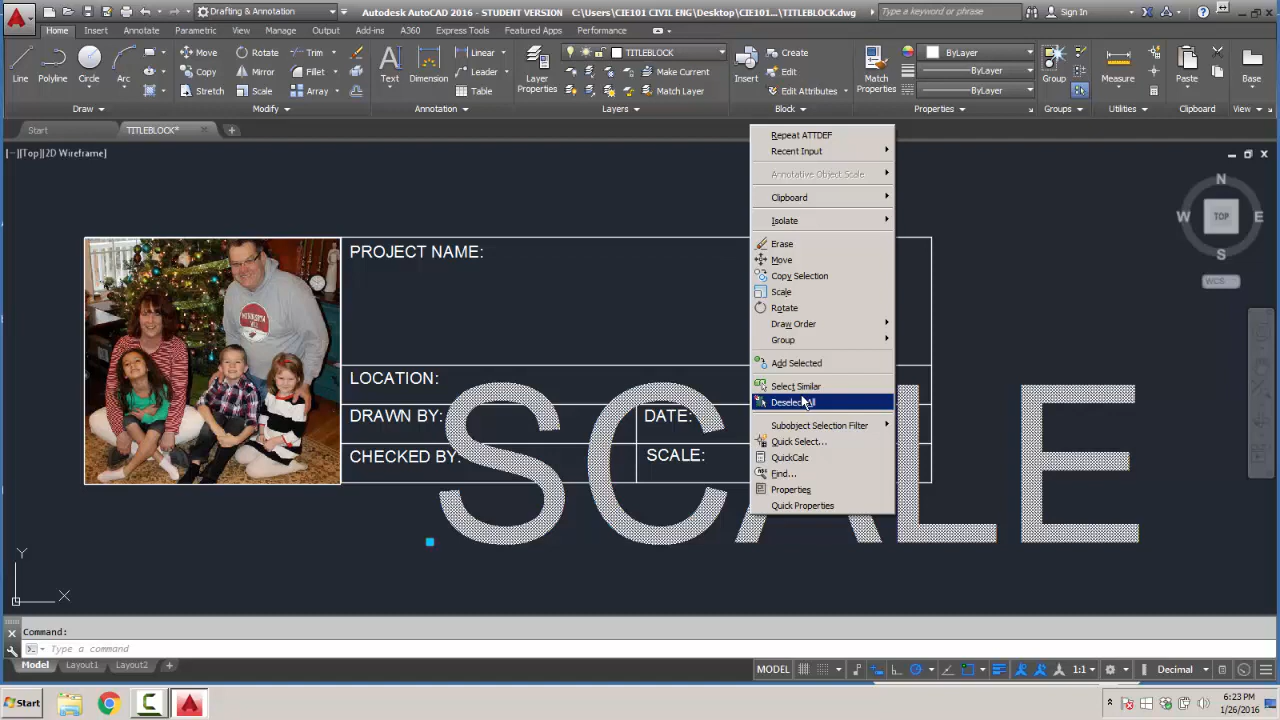 Drafting & Annotation
Autodesk AutoCAD 2016 - STUDENT VERSION C:\Users\CIE101 CIVIL ENG\Desktop\CIE101...\TITLEBLOCK.dwg
Type a keyword or phrase
Sign In
Home Insert Annotate Parametric View Manage Output Add-ins A360 Express Tools Featured Apps Performance
Line Polyline Circle Arc
Move Rotate Trim
Copy Mirror Fillet
Stretch Scale Array
Text Dimension
Linear
Leader
Table
Layer Properties
TITLEBLOCK
Make Current
Match Layer
Insert
Create
Edit
Edit Attributes
Match Properties
ByLayer
ByLayer
ByLayer
Group Measure Paste Base
Draw Modify Annotation Layers Block Properties Groups Utilities Clipboard View
Start TITLEBLOCK*
[-][Top][2D Wireframe]
N
W TOP E
S
WCS
PROJECT NAME:
LOCATION:
DRAWN BY: DATE:
CHECKED BY: SCALE:
SCALE
Repeat ATTDEF
Recent Input
Annotative Object Scale
Clipboard
Isolate
Erase
Move
Copy Selection
Scale
Rotate
Draw Order
Group
Add Selected
Select Similar
Deselect All
Subobject Selection Filter
Quick Select...
QuickCalc
Find...
Properties
Quick Properties
Y
X
Command:
Type a command
Model Layout1 Layout2
MODEL 1:1 Decimal
Start
6:23 PM
1/26/2016